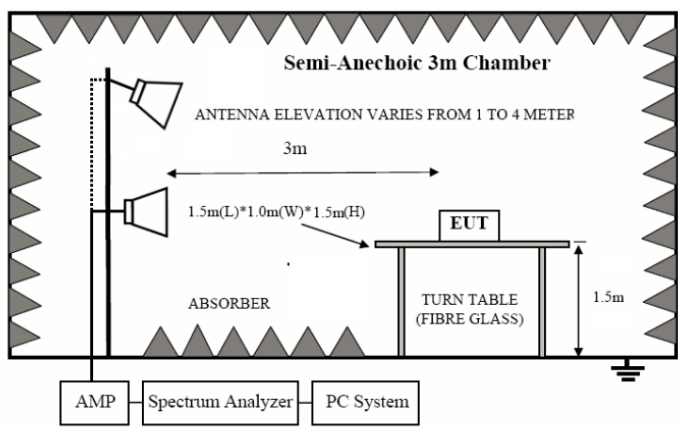 Semi-Anechoic 3m Chamber
ANTENNA ELEVATION VARIES FROM 1 TO 4 METER
3m
1.5m(L)*1.0m(W)*1.5m(H)
EUT
ABSORBER
TURN TABLE
(FIBRE GLASS)
1.5m
AMP
Spectrum Analyzer
PC System